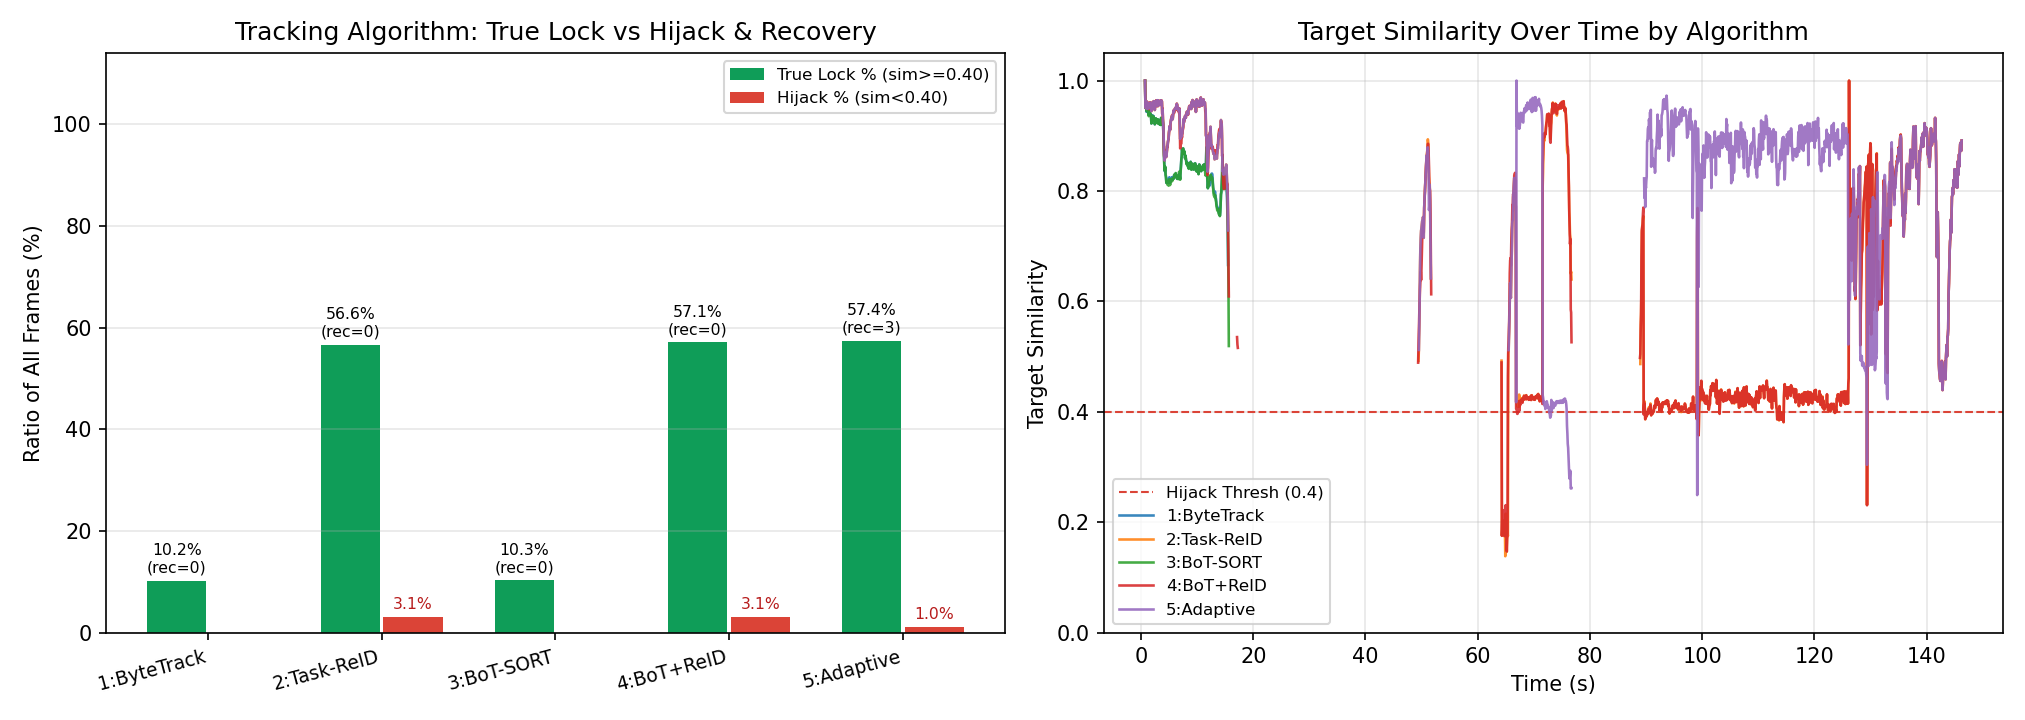 Tracking Algorithm: True Lock vs Hijack & Recovery
True Lock % (sim>=0.40)
Hijack % (sim<0.40)
Ratio of All Frames (%)
100
80
60
40
20
0
10.2%
(rec=0)
56.6%
(rec=0)
3.1%
10.3%
(rec=0)
57.1%
(rec=0)
3.1%
57.4%
(rec=3)
1.0%
1:ByteTrack
2:Task-ReID
3:BoT-SORT
4:BoT+ReID
5:Adaptive
Target Similarity Over Time by Algorithm
Target Similarity
1.0
0.8
0.6
0.4
0.2
0.0
Hijack Thresh (0.4)
1:ByteTrack
2:Task-ReID
3:BoT-SORT
4:BoT+ReID
5:Adaptive
0 20 40 60 80 100 120 140
Time (s)